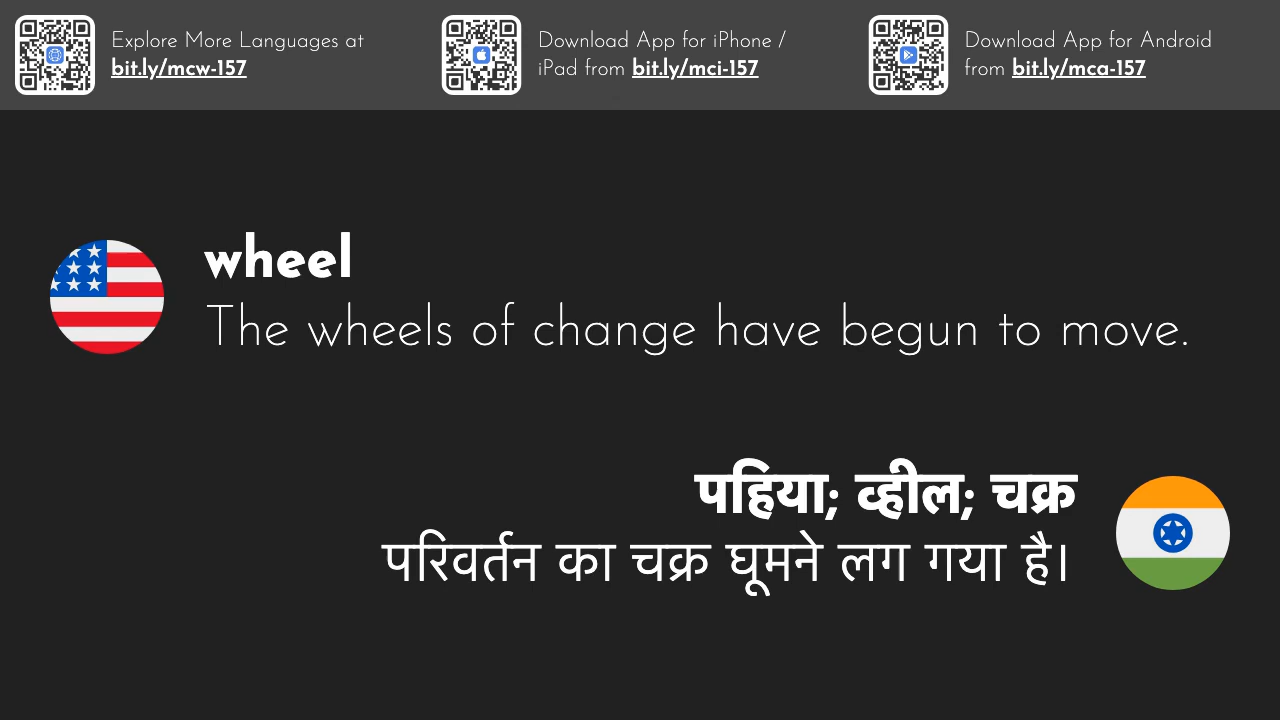 Explore More Languages at
bit.ly/mcw-157
Download App for iPhone /
iPad from bit.ly/mci-157
Download App for Android
from bit.ly/mca-157
wheel
The wheels of change have begun to move.
पहिया; व्हील; चक्र
परिवर्तन का चक्र घूमने लग गया है।